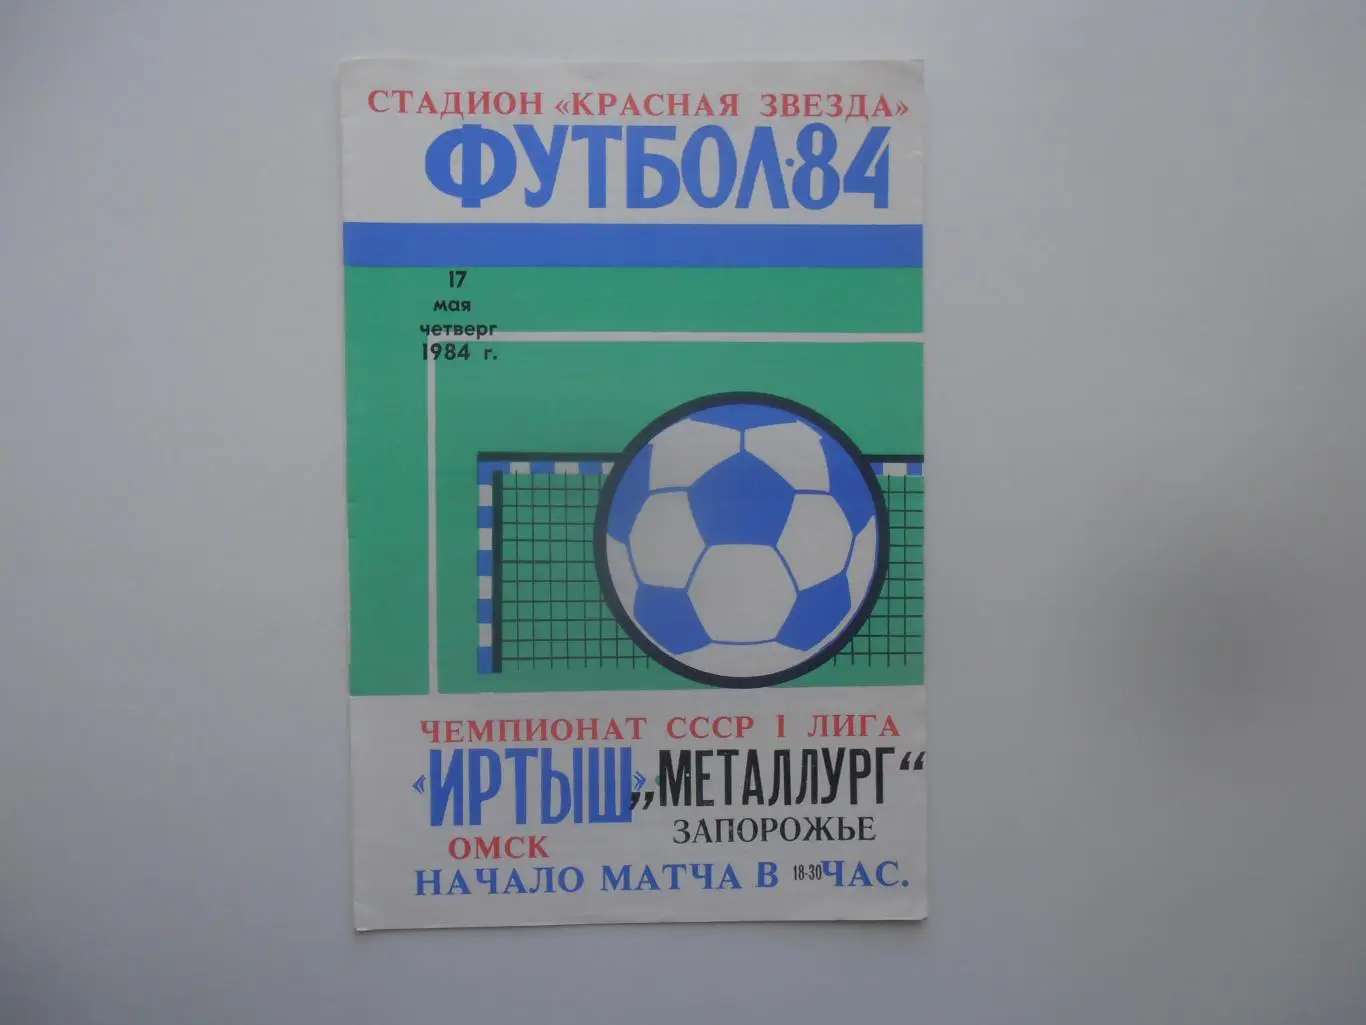 СТАДИОН «КРАСНАЯ ЗВЕЗДА»
ФУТБОЛ·84
17
мая
четверг
1984 г.
ЧЕМПИОНАТ СССР I ЛИГА
«ИРТЫШ» „МЕТАЛЛУРГ“
ОМСК ЗАПОРОЖЬЕ
НАЧАЛО МАТЧА В 18-30 ЧАС.